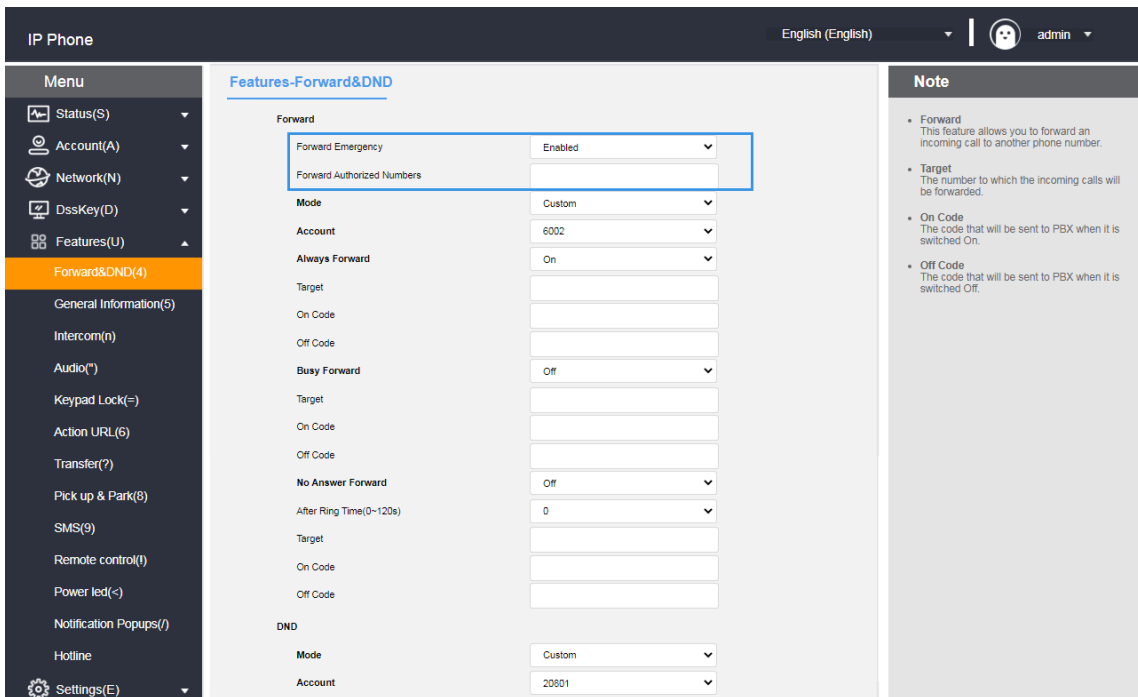 IP Phone
English (English)
admin
Menu
Status(S)
Account(A)
Network(N)
DssKey(D)
Features(U)
Forward&DND(4)
General Information(5)
Intercom(n)
Audio(")
Keypad Lock(=)
Action URL(6)
Transfer(?)
Pick up & Park(8)
SMS(9)
Remote control(!)
Power led(<)
Notification Popups(/)
Hotline
Settings(E)
Features-Forward&DND
Forward
Forward Emergency Enabled
Forward Authorized Numbers
Mode Custom
Account 6002
Always Forward On
Target
On Code
Off Code
Busy Forward Off
Target
On Code
Off Code
No Answer Forward Off
After Ring Time(0~120s) 0
Target
On Code
Off Code
DND
Mode Custom
Account 20801
Note
Forward
This feature allows you to forward an
incoming call to another phone number.
Target
The number to which the incoming calls will
be forwarded.
On Code
The code that will be sent to PBX when it is
switched On.
Off Code
The code that will be sent to PBX when it is
switched Off.